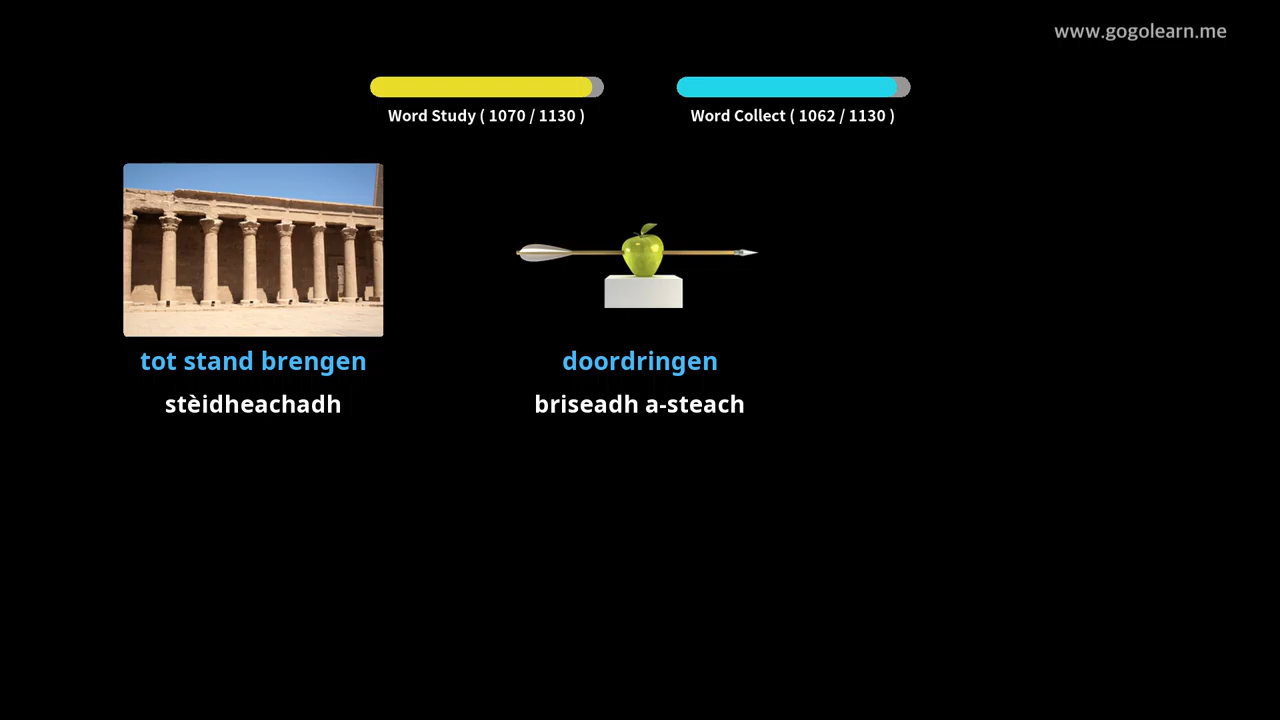 www.gogolearn.me
Word Study ( 1070 / 1130 )
Word Collect ( 1062 / 1130 )
tot stand brengen
doordringen
stèidheachadh
briseadh a-steach